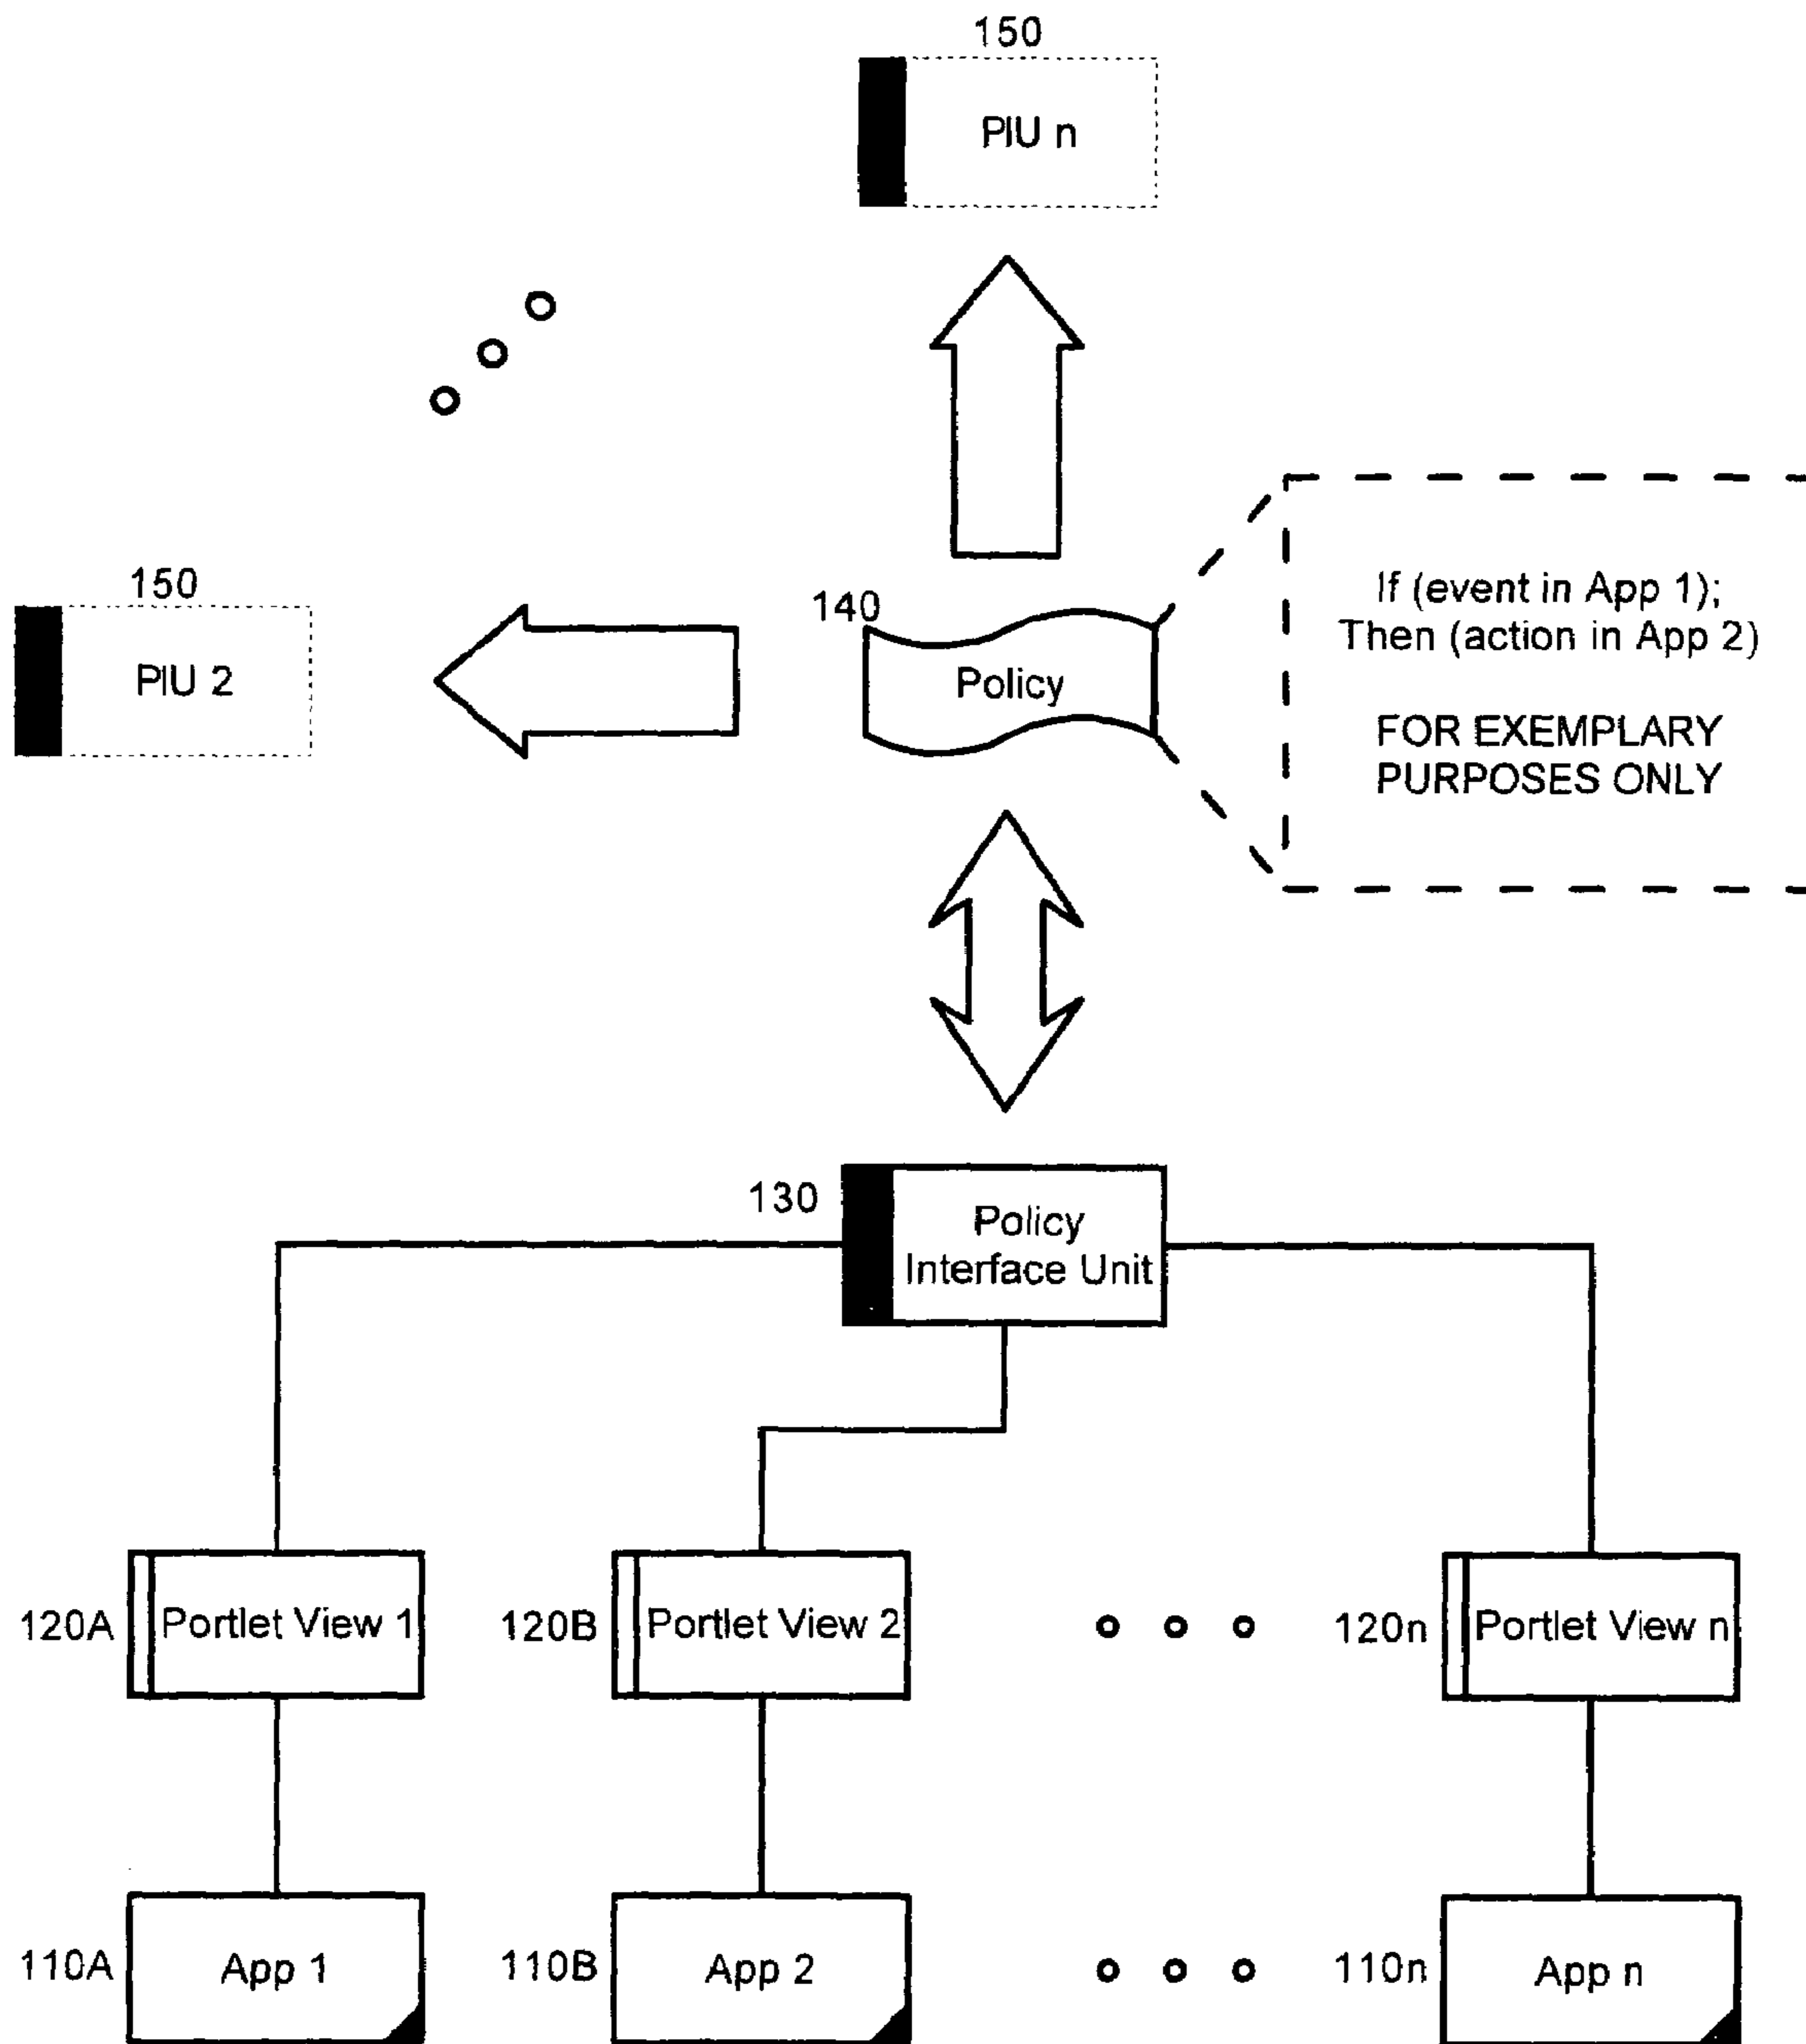 150
PIU n
150
PIU 2
140
Policy
If (event in App 1);
Then (action in App 2)
FOR EXEMPLARY
PURPOSES ONLY
130
Policy
Interface Unit
120A
Portlet View 1
120B
Portlet View 2
120n
Portlet View n
110A
App 1
110B
App 2
110n
App n